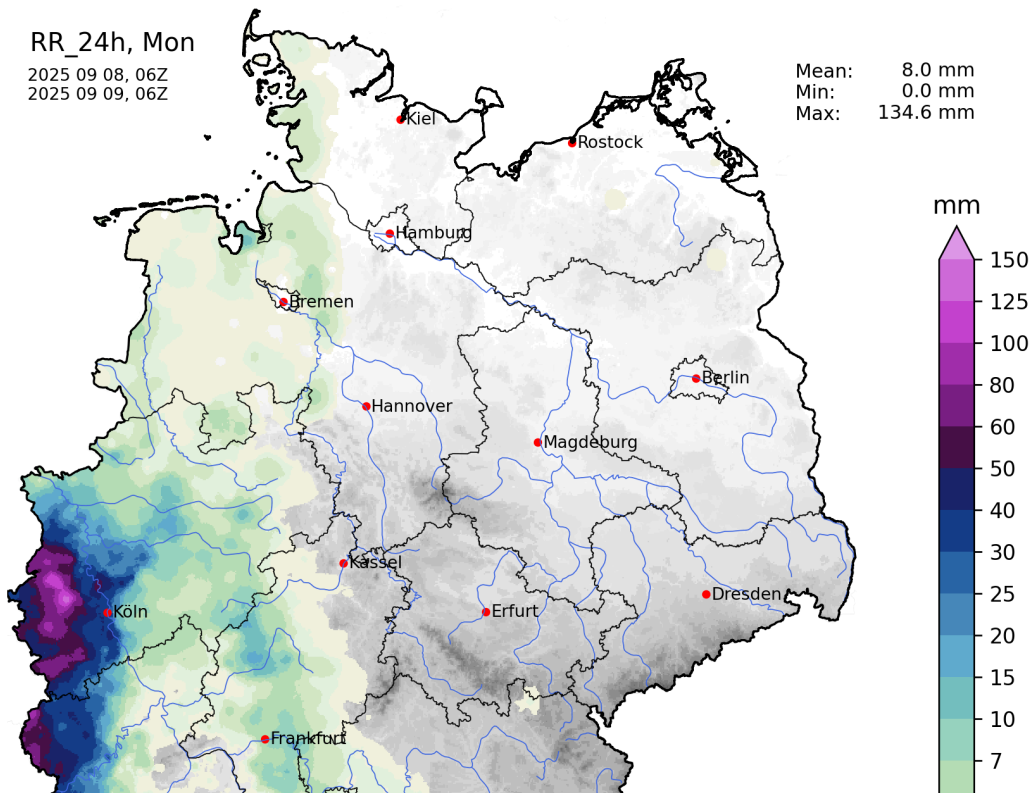 RR_24h, Mon
2025 09 08, 06Z
2025 09 09, 06Z
Mean: 8.0 mm
Min: 0.0 mm
Max: 134.6 mm
Kiel
Rostock
Hamburg
Bremen
Berlin
Hannover
Magdeburg
Kassel
Köln
Erfurt
Dresden
Frankfurt
mm
150
125
100
80
60
50
40
30
25
20
15
10
7